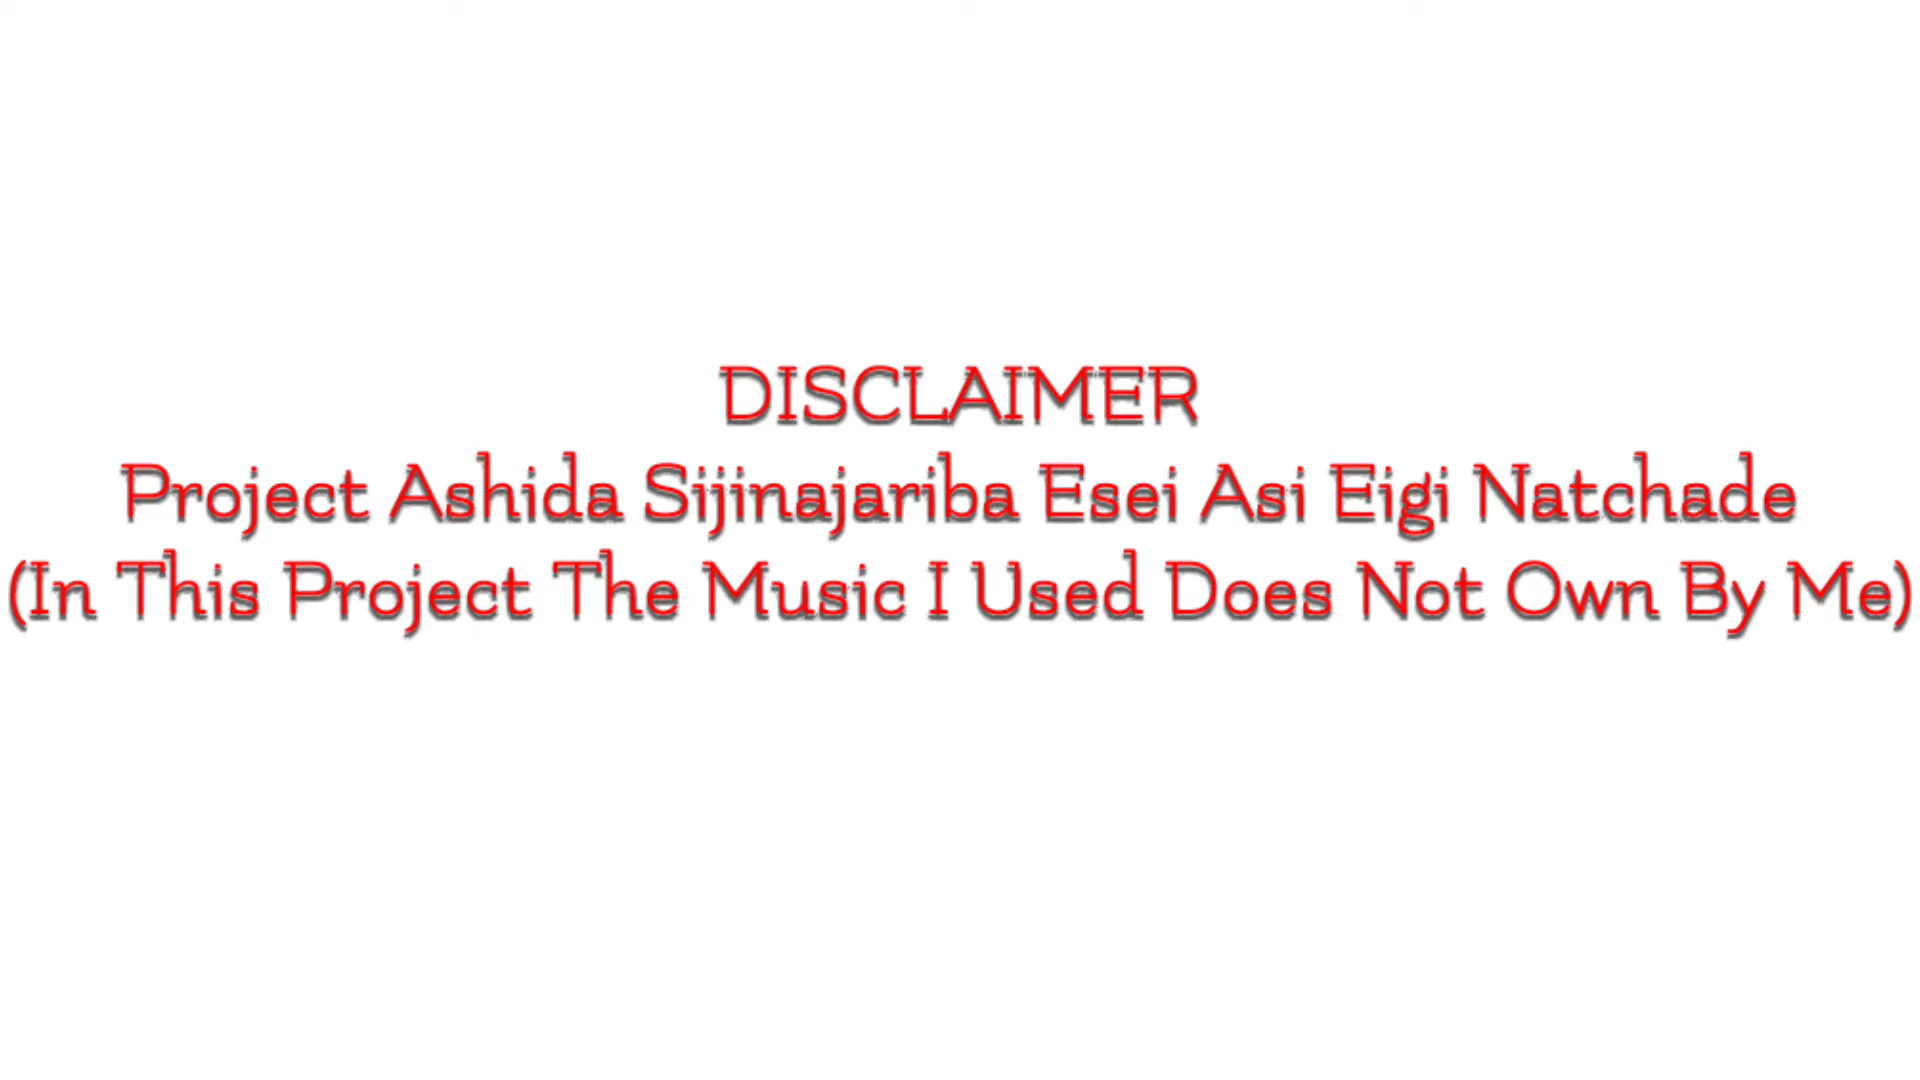 DISCLAIMER
Project Ashida Sijinajariba Esei Asi Eigi Natchade
(In This Project The Music I Used Does Not Own By Me)